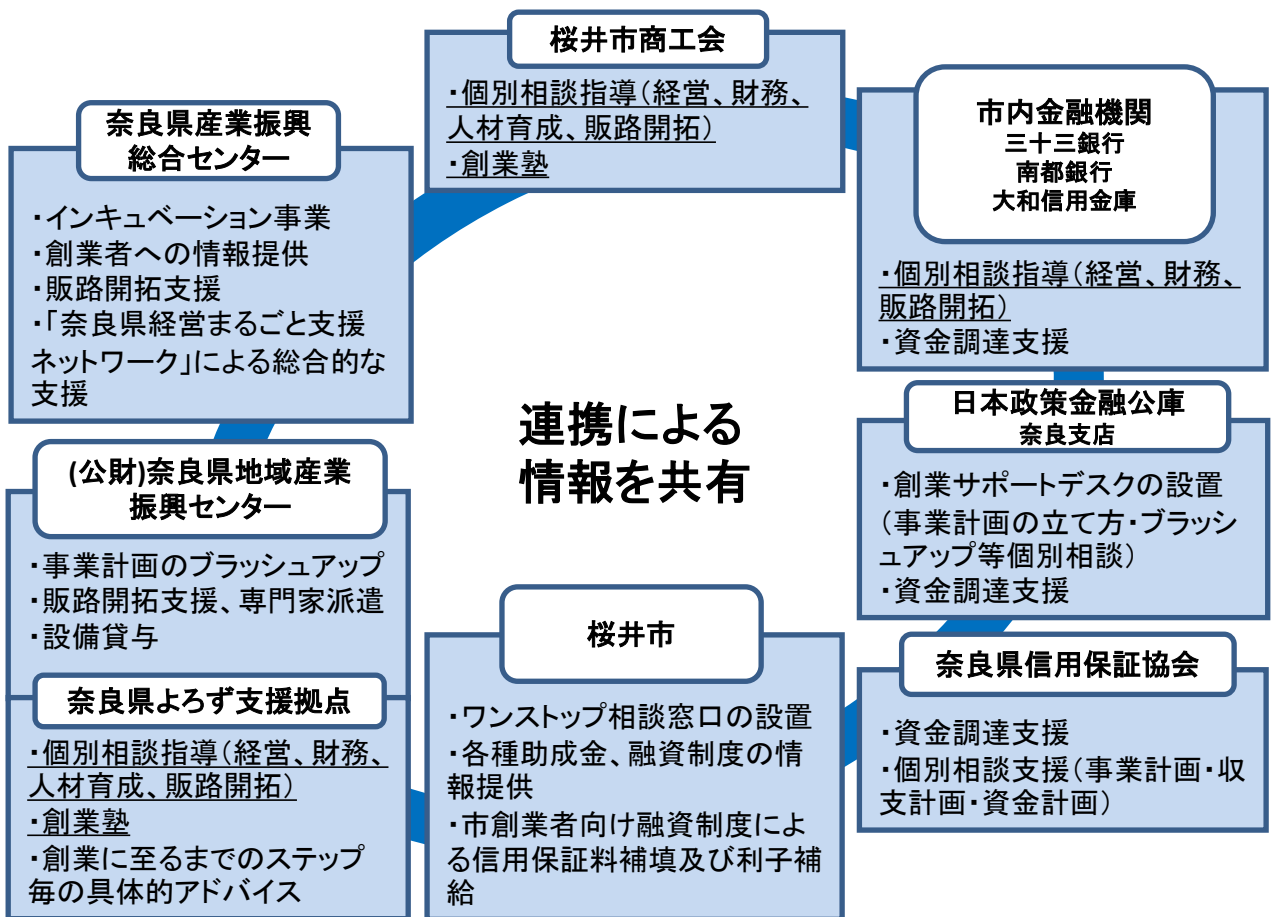 桜井市商工会
・個別相談指導(経営、財務、
人材育成、販路開拓)
・創業塾
奈良県産業振興
総合センター
・インキュベーション事業
・創業者への情報提供
・販路開拓支援
・「奈良県経営まるごと支援
ネットワーク」による総合的な
支援
市内金融機関
三十三銀行
南都銀行
大和信用金庫
・個別相談指導(経営、財務、
販路開拓)
・資金調達支援
連携による
情報を共有
日本政策金融公庫
奈良支店
・創業サポートデスクの設置
(事業計画の立て方・ブラッシ
ュアップ等個別相談)
・資金調達支援
(公財)奈良県地域産業
振興センター
・事業計画のブラッシュアップ
・販路開拓支援、専門家派遣
・設備貸与
奈良県よろず支援拠点
・個別相談指導(経営、財務、
人材育成、販路開拓)
・創業塾
・創業に至るまでのステップ
毎の具体的アドバイス
桜井市
・ワンストップ相談窓口の設置
・各種助成金、融資制度の情
報提供
・市創業者向け融資制度によ
る信用保証料補填及び利子補
給
奈良県信用保証協会
・資金調達支援
・個別相談支援(事業計画・収
支計画・資金計画)